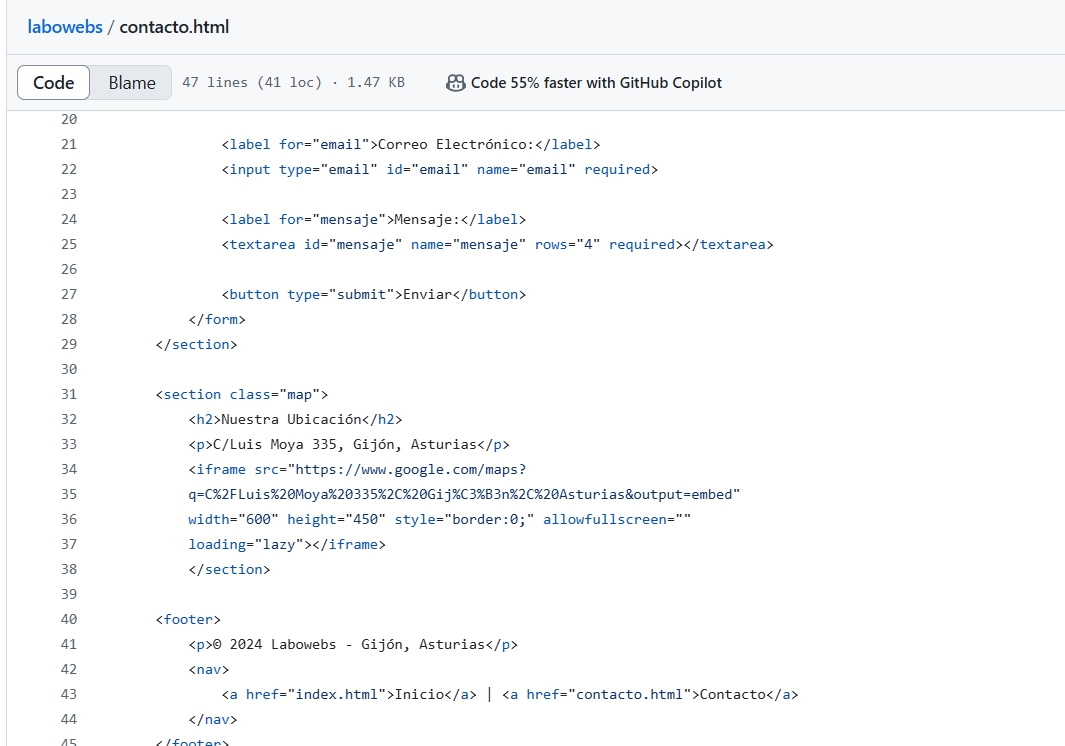 labowebs / contacto.html
Code Blame 47 lines (41 loc) · 1.47 KB Code 55% faster with GitHub Copilot
20
21 <label for="email">Correo Electrónico:</label>
22 <input type="email" id="email" name="email" required>
23
24 <label for="mensaje">Mensaje:</label>
25 <textarea id="mensaje" name="mensaje" rows="4" required></textarea>
26
27 <button type="submit">Enviar</button>
28 </form>
29 </section>
30
31 <section class="map">
32 <h2>Nuestra Ubicación</h2>
33 <p>C/Luis Moya 335, Gijón, Asturias</p>
34 <iframe src="https://www.google.com/maps?
35 q=C%2FLuis%20Moya%20335%2C%20Gij%C3%B3n%2C%20Asturias&output=embed"
36 width="600" height="450" style="border:0;" allowfullscreen=""
37 loading="lazy"></iframe>
38 </section>
39
40 <footer>
41 <p>© 2024 Labowebs - Gijón, Asturias</p>
42 <nav>
43 <a href="index.html">Inicio</a> | <a href="contacto.html">Contacto</a>
44 </nav>
45 </footer>